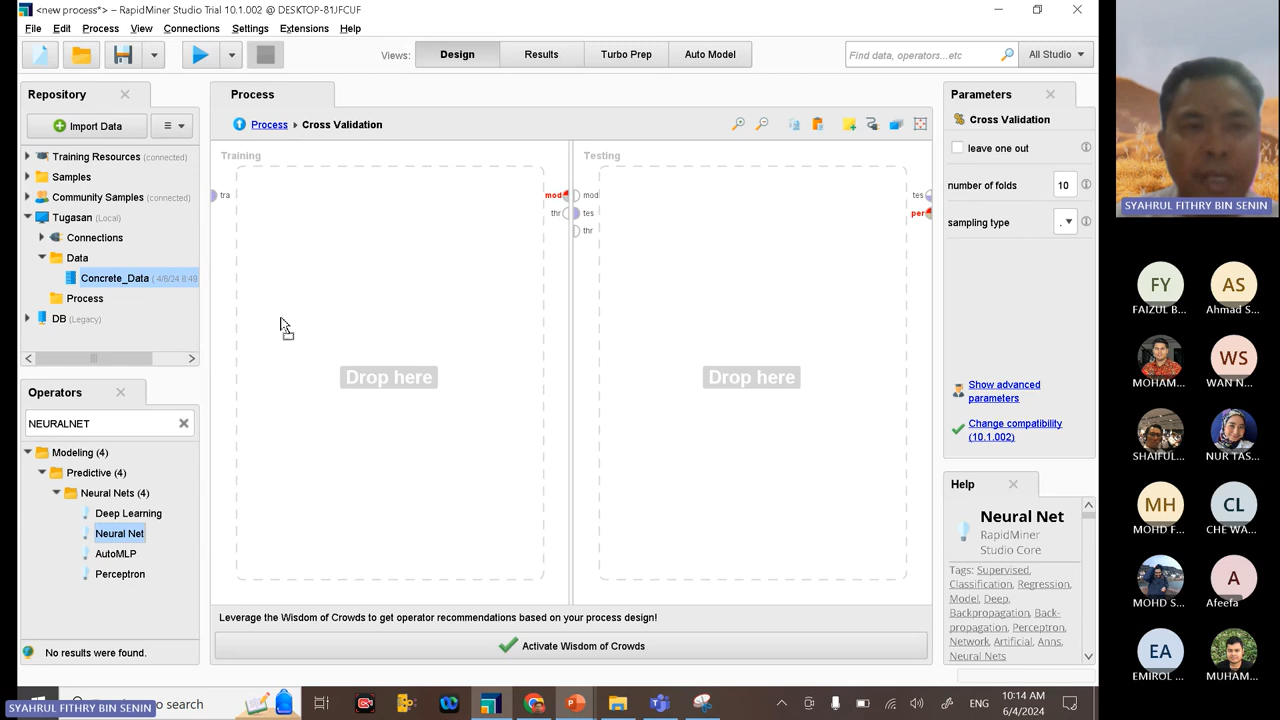 <new process*> – RapidMiner Studio Trial 10.1.002 @ DESKTOP-81JFCUF
File Edit Process View Connections Settings Extensions Help
Views: Design Results Turbo Prep Auto Model
Find data, operators...etc
All Studio
Repository
Import Data
Training Resources (connected)
Samples
Community Samples (connected)
Tugasan (Local)
Connections
Data
Concrete_Data (4/6/24 8:49
Process
DB (Legacy)
Operators
NEURALNET
Modeling (4)
Predictive (4)
Neural Nets (4)
Deep Learning
Neural Net
AutoMLP
Perceptron
No results were found.
Process
Process Cross Validation
Training
tra
mod
thr
Drop here
Testing
mod
tes
thr
tes
per
Drop here
Leverage the Wisdom of Crowds to get operator recommendations based on your process design!
Activate Wisdom of Crowds
Parameters
Cross Validation
leave one out
number of folds 10
sampling type .
Show advanced
parameters
Change compatibility
(10.1.002)
Help
Neural Net
RapidMiner
Studio Core
Tags: Supervised,
Classification, Regression,
Model, Deep,
Backpropagation, Back-
propagation, Perceptron,
Network, Artificial, Anns,
Neural Nets
SYAHRUL FITHRY BIN SENIN
FY
FAIZUL B...
AS
Ahmad S...
MOHAM...
WS
WAN N...
SHAIFUL...
NUR TAS...
MH
MOHD F...
CL
CHE WA...
MOHD S...
A
Afeefa
EA
EMIROL ...
MUHAM...
SYAHRUL FITHRY BIN SENIN
search
ENG
10:14 AM
6/4/2024